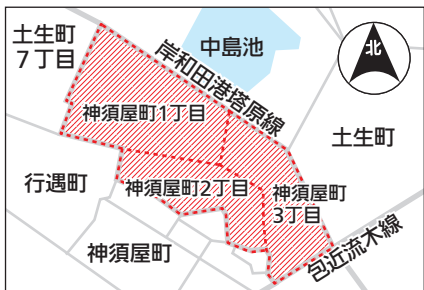 土生町
7丁目
岸和田港塔原線
中島池
北
神須屋町1丁目
土生町
行遇町
神須屋町2丁目
神須屋町
3丁目
神須屋町
包近流木線